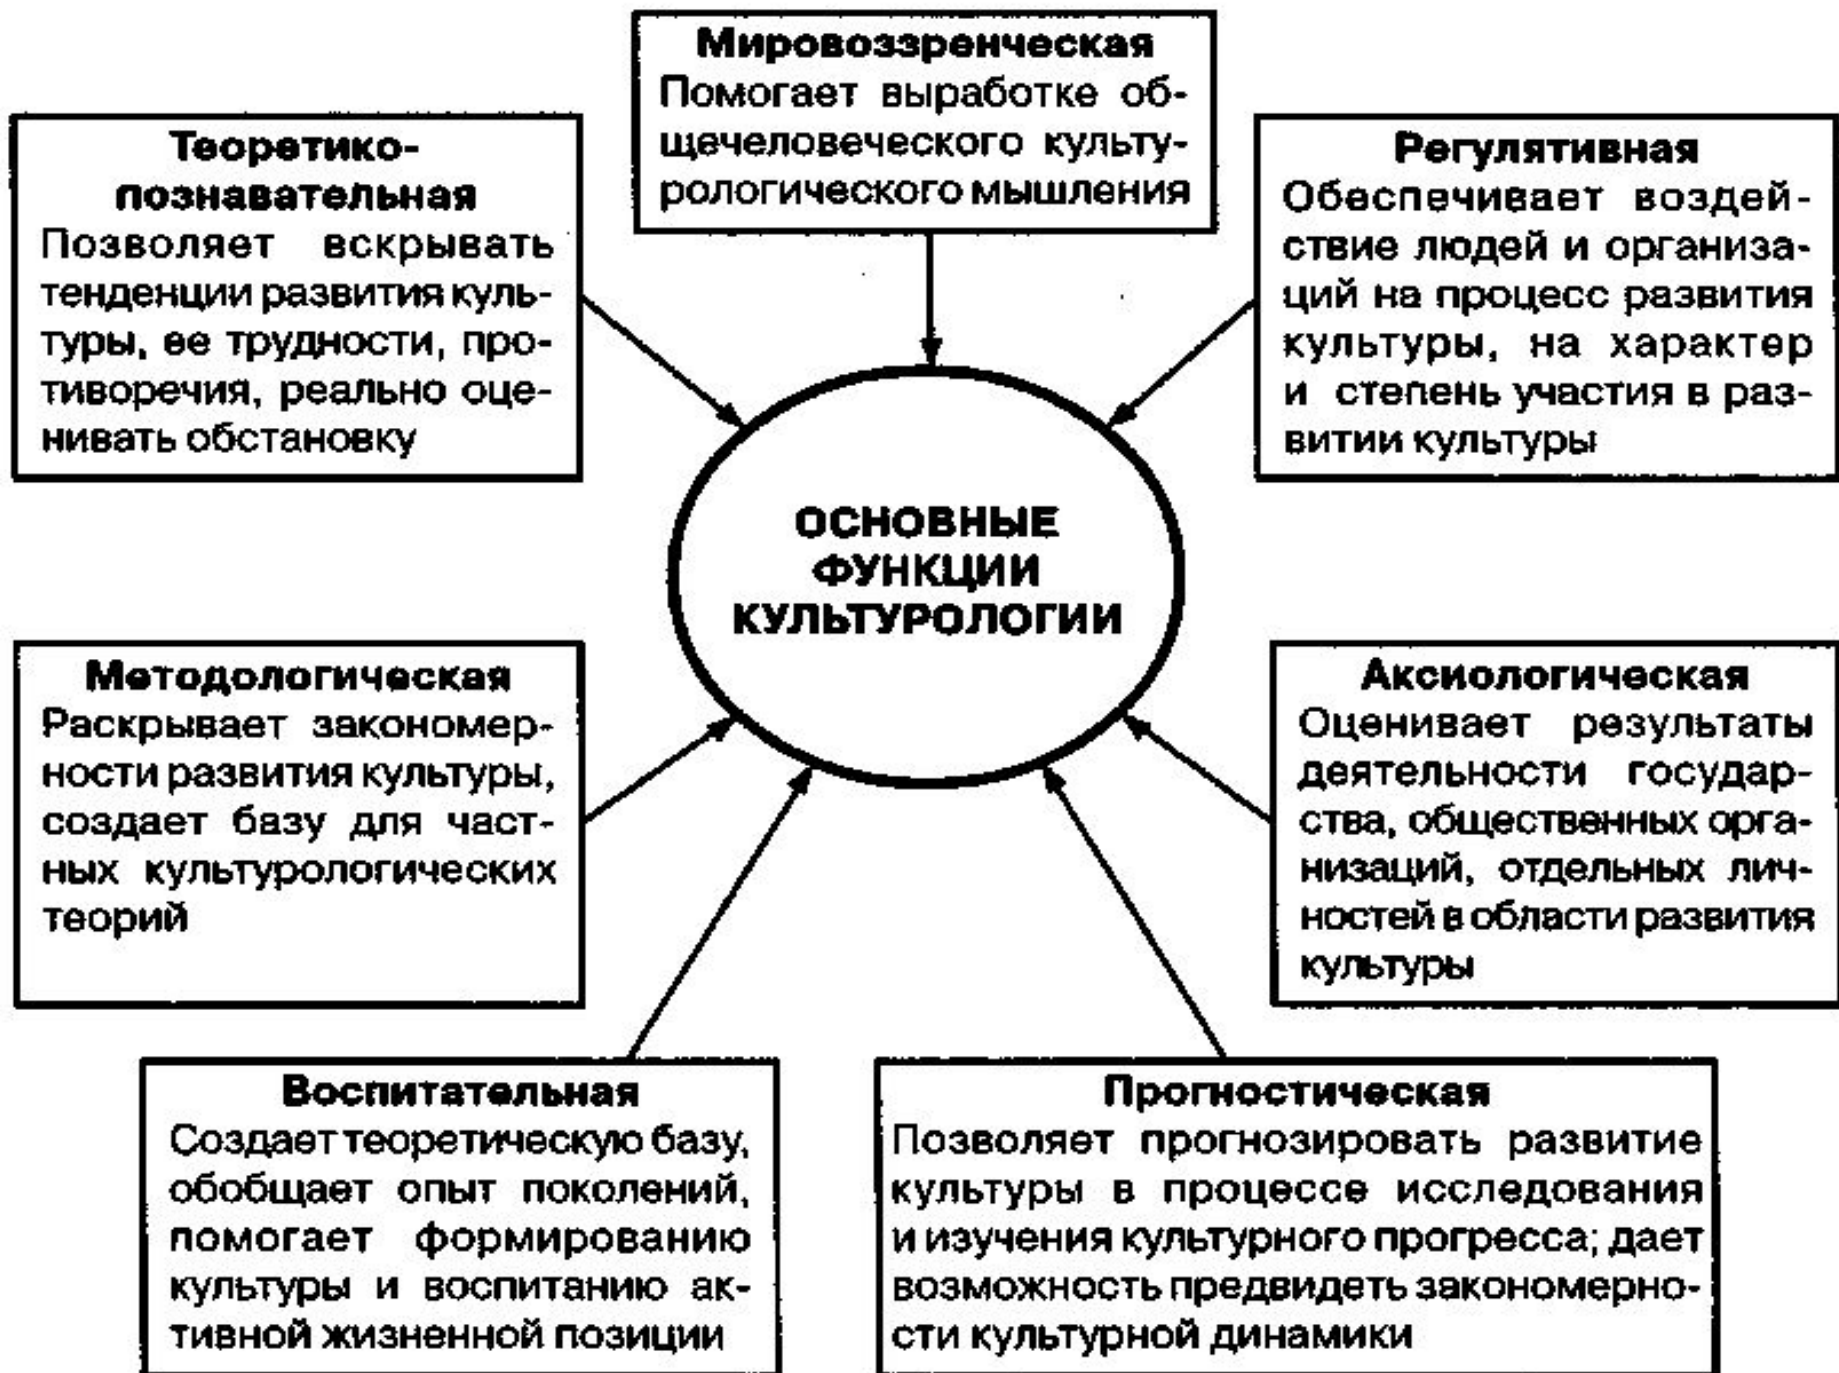 Мировоззренческая
Помогает выработке об-
щечеловеческого культу-
рологического мышления
Теоретико-
познавательная
Позволяет вскрывать
тенденции развития куль-
туры, ее трудности, про-
тиворечия, реально оце-
нивать обстановку
Регулятивная
Обеспечивает воздей-
ствие людей и организа-
ций на процесс развития
культуры, на характер
и степень участия в раз-
витии культуры
ОСНОВНЫЕ
ФУНКЦИИ
КУЛЬТУРОЛОГИИ
Методологическая
Раскрывает закономер-
ности развития культуры,
создает базу для част-
ных культурологических
теорий
Аксиологическая
Оценивает результаты
деятельности государ-
ства, общественных орга-
низаций, отдельных лич-
ностей в области развития
культуры
Воспитательная
Создает теоретическую базу,
обобщает опыт поколений,
помогает формированию
культуры и воспитанию ак-
тивной жизненной позиции
Прогностическая
Позволяет прогнозировать развитие
культуры в процессе исследования
и изучения культурного прогресса; дает
возможность предвидеть закономерно-
сти культурной динамики